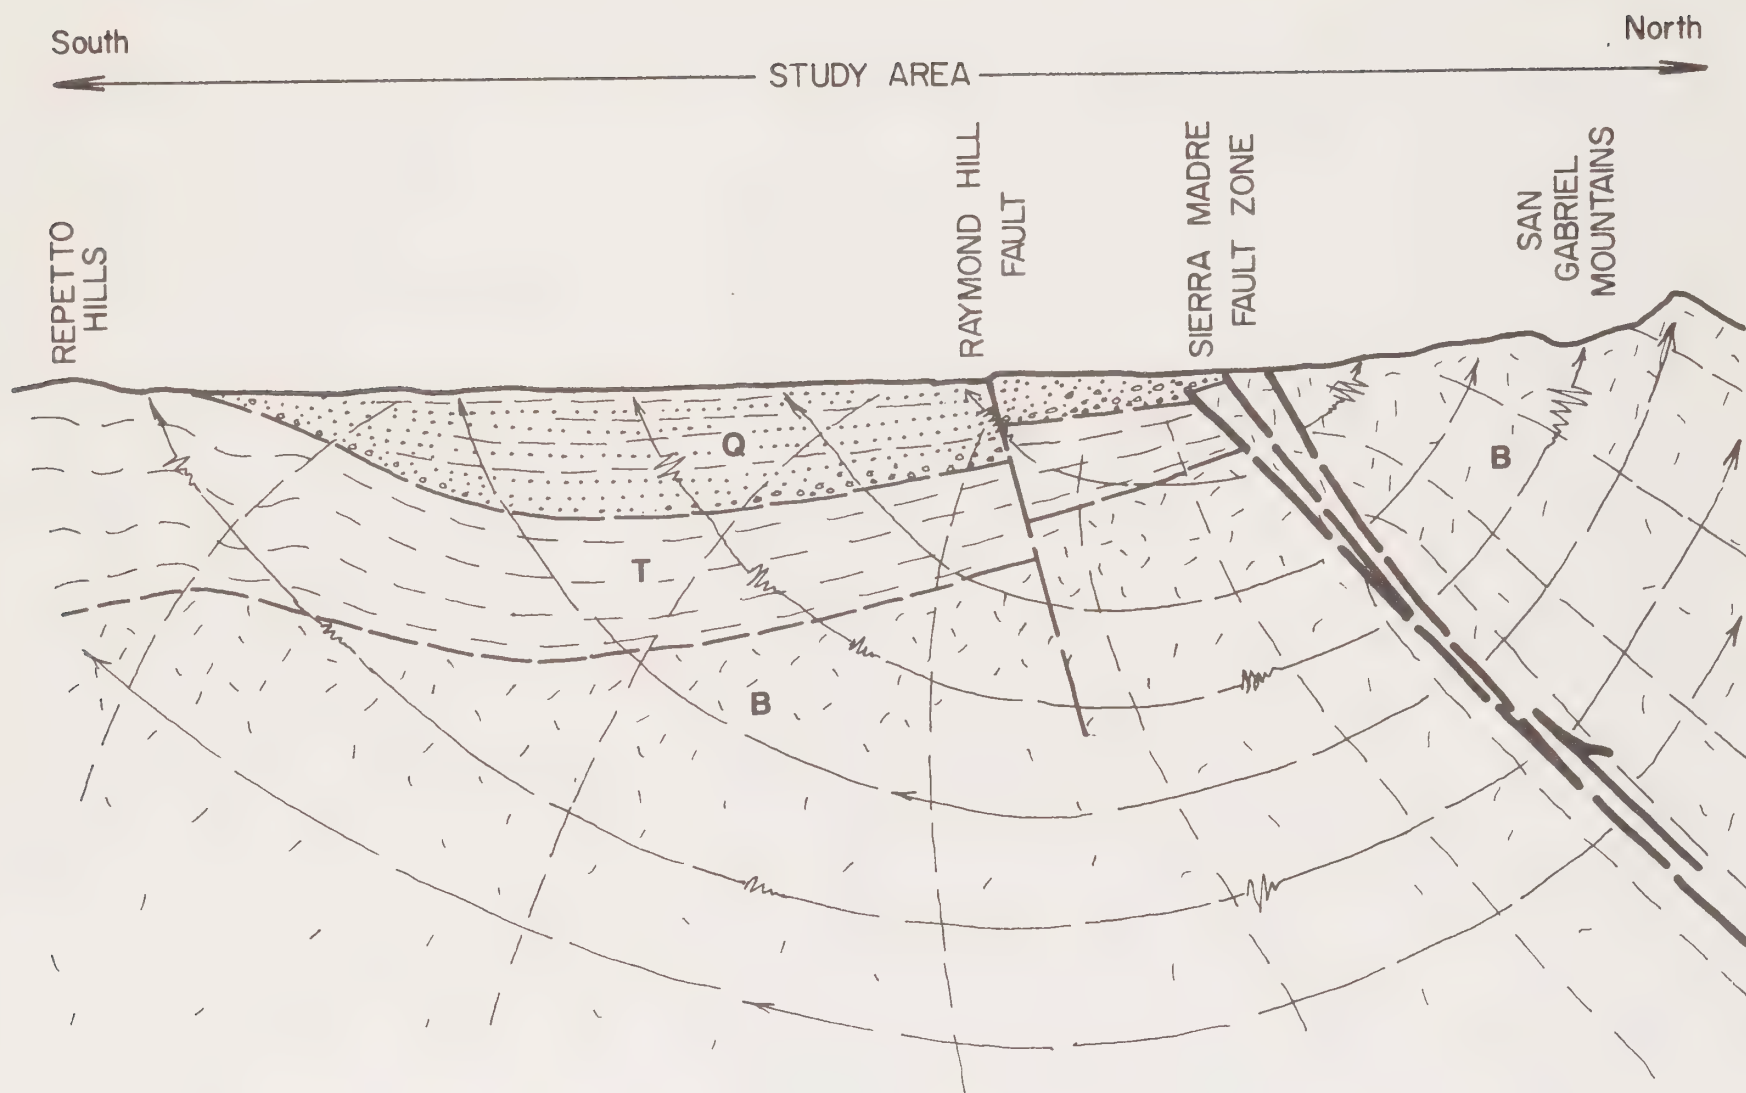 South
North
STUDY AREA
REPETTO
HILLS
RAYMOND HILL
FAULT
SIERRA MADRE
FAULT ZONE
SAN
GABRIEL
MOUNTAINS
Q
T
B
B